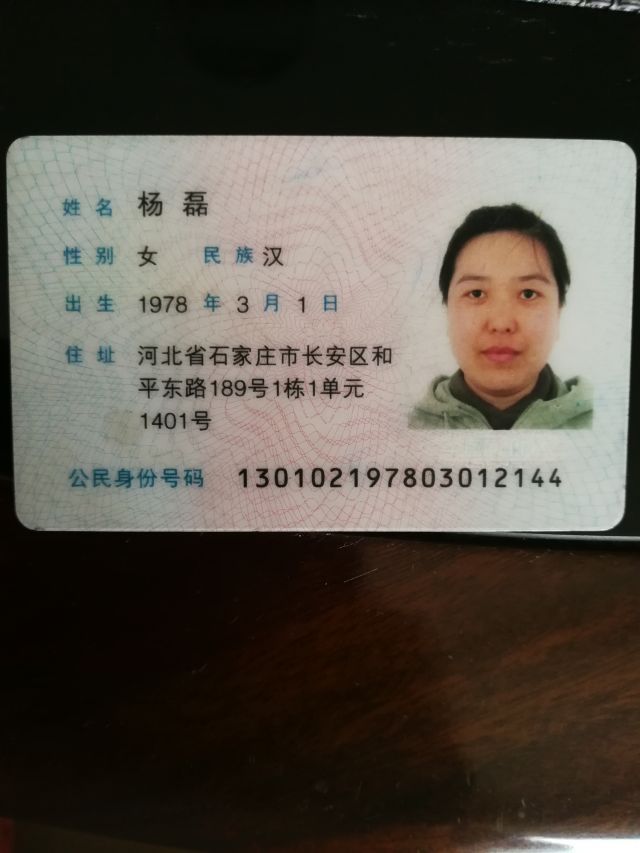 姓名 杨磊
性别 女 民族 汉
出生 1978 年 3 月 1 日
住址 河北省石家庄市长安区和
平东路189号1栋1单元
1401号
公民身份号码 130102197803012144